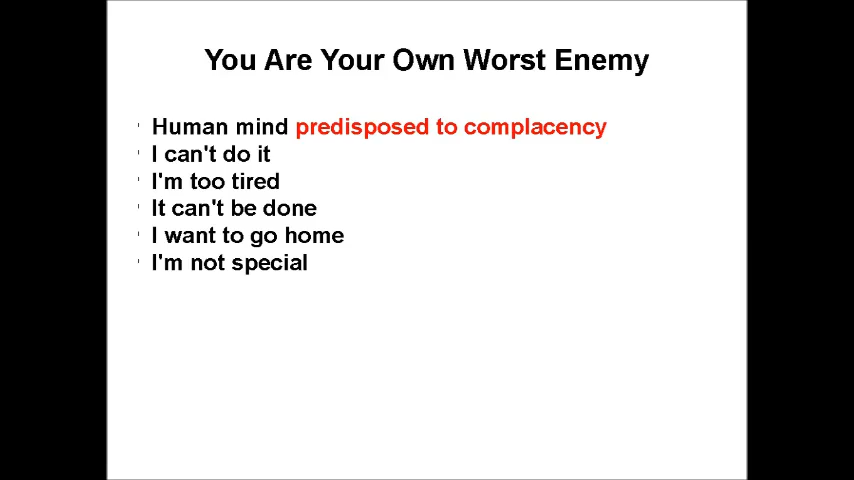 You Are Your Own Worst Enemy
Human mind predisposed to complacency
I can't do it
I'm too tired
It can't be done
I want to go home
I'm not special